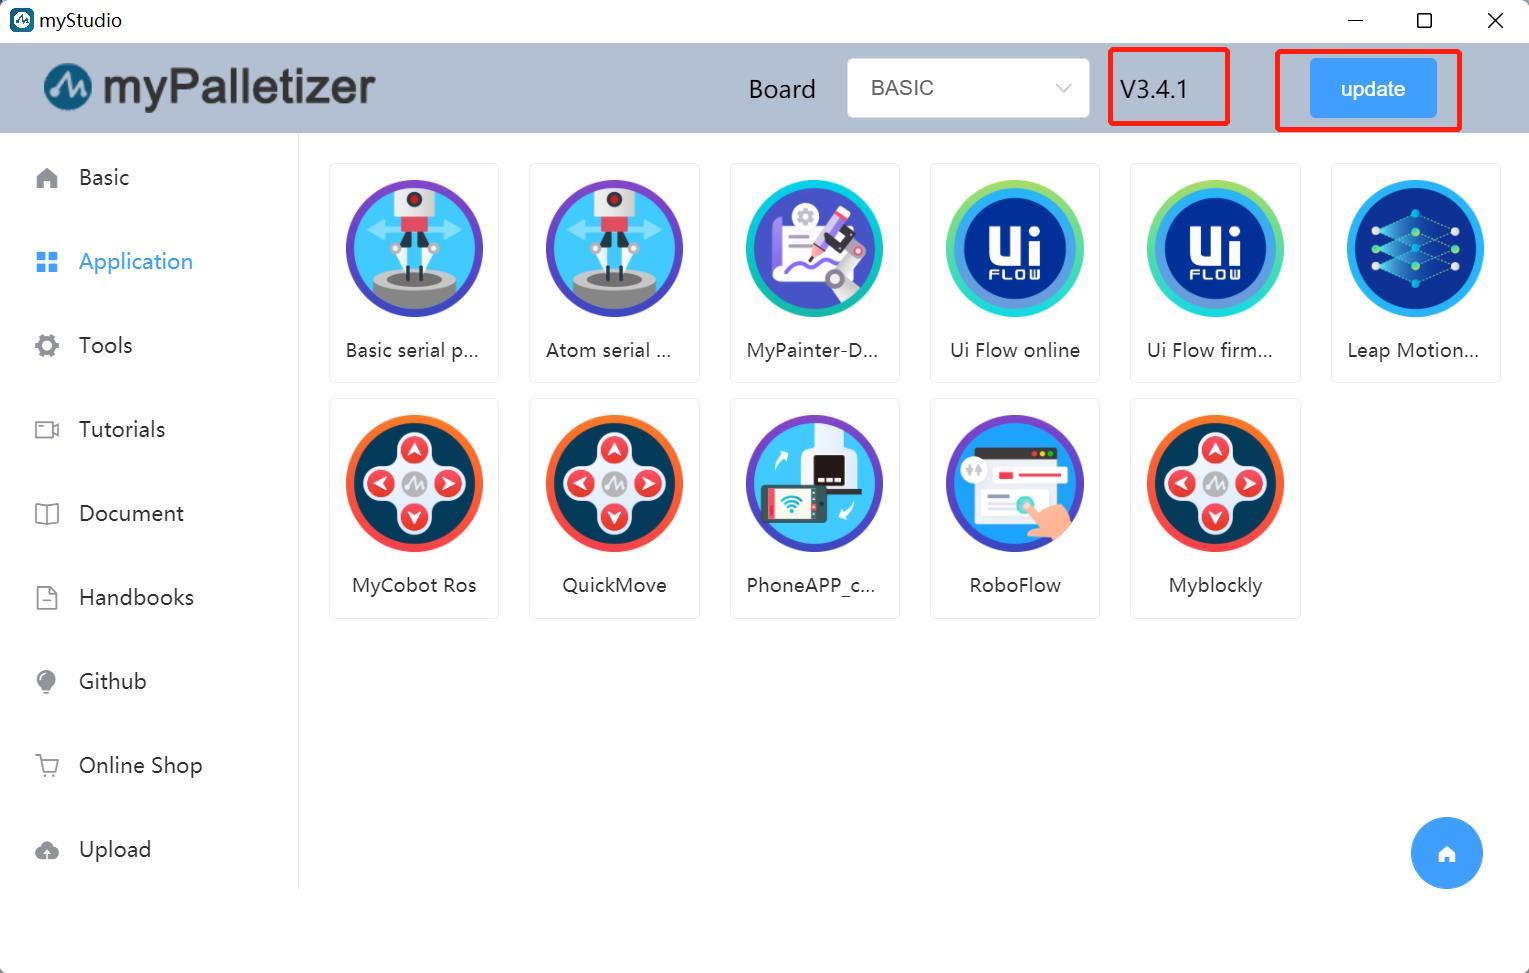 myStudio
myPalletizer
Board
BASIC
V3.4.1
update
Basic
Application
Tools
Tutorials
Document
Handbooks
Github
Online Shop
Upload
Ui
FLOW
Ui
FLOW
Basic serial p...
Atom serial ...
MyPainter-D...
Ui Flow online
Ui Flow firm...
Leap Motion...
MyCobot Ros
QuickMove
PhoneAPP_c...
RoboFlow
Myblockly